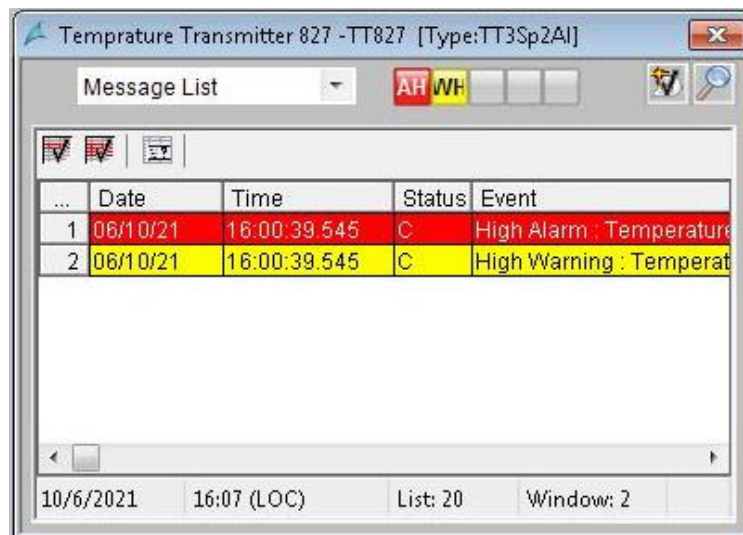 Temprature Transmitter 827 -TT827 [Type:TT3Sp2AI]
Message List AH WH
... Date Time Status Event
1 06/10/21 16:00:39.545 C High Alarm : Temperature
2 06/10/21 16:00:39.545 C High Warning : Temperat
10/6/2021 16:07 (LOC) List: 20 Window: 2